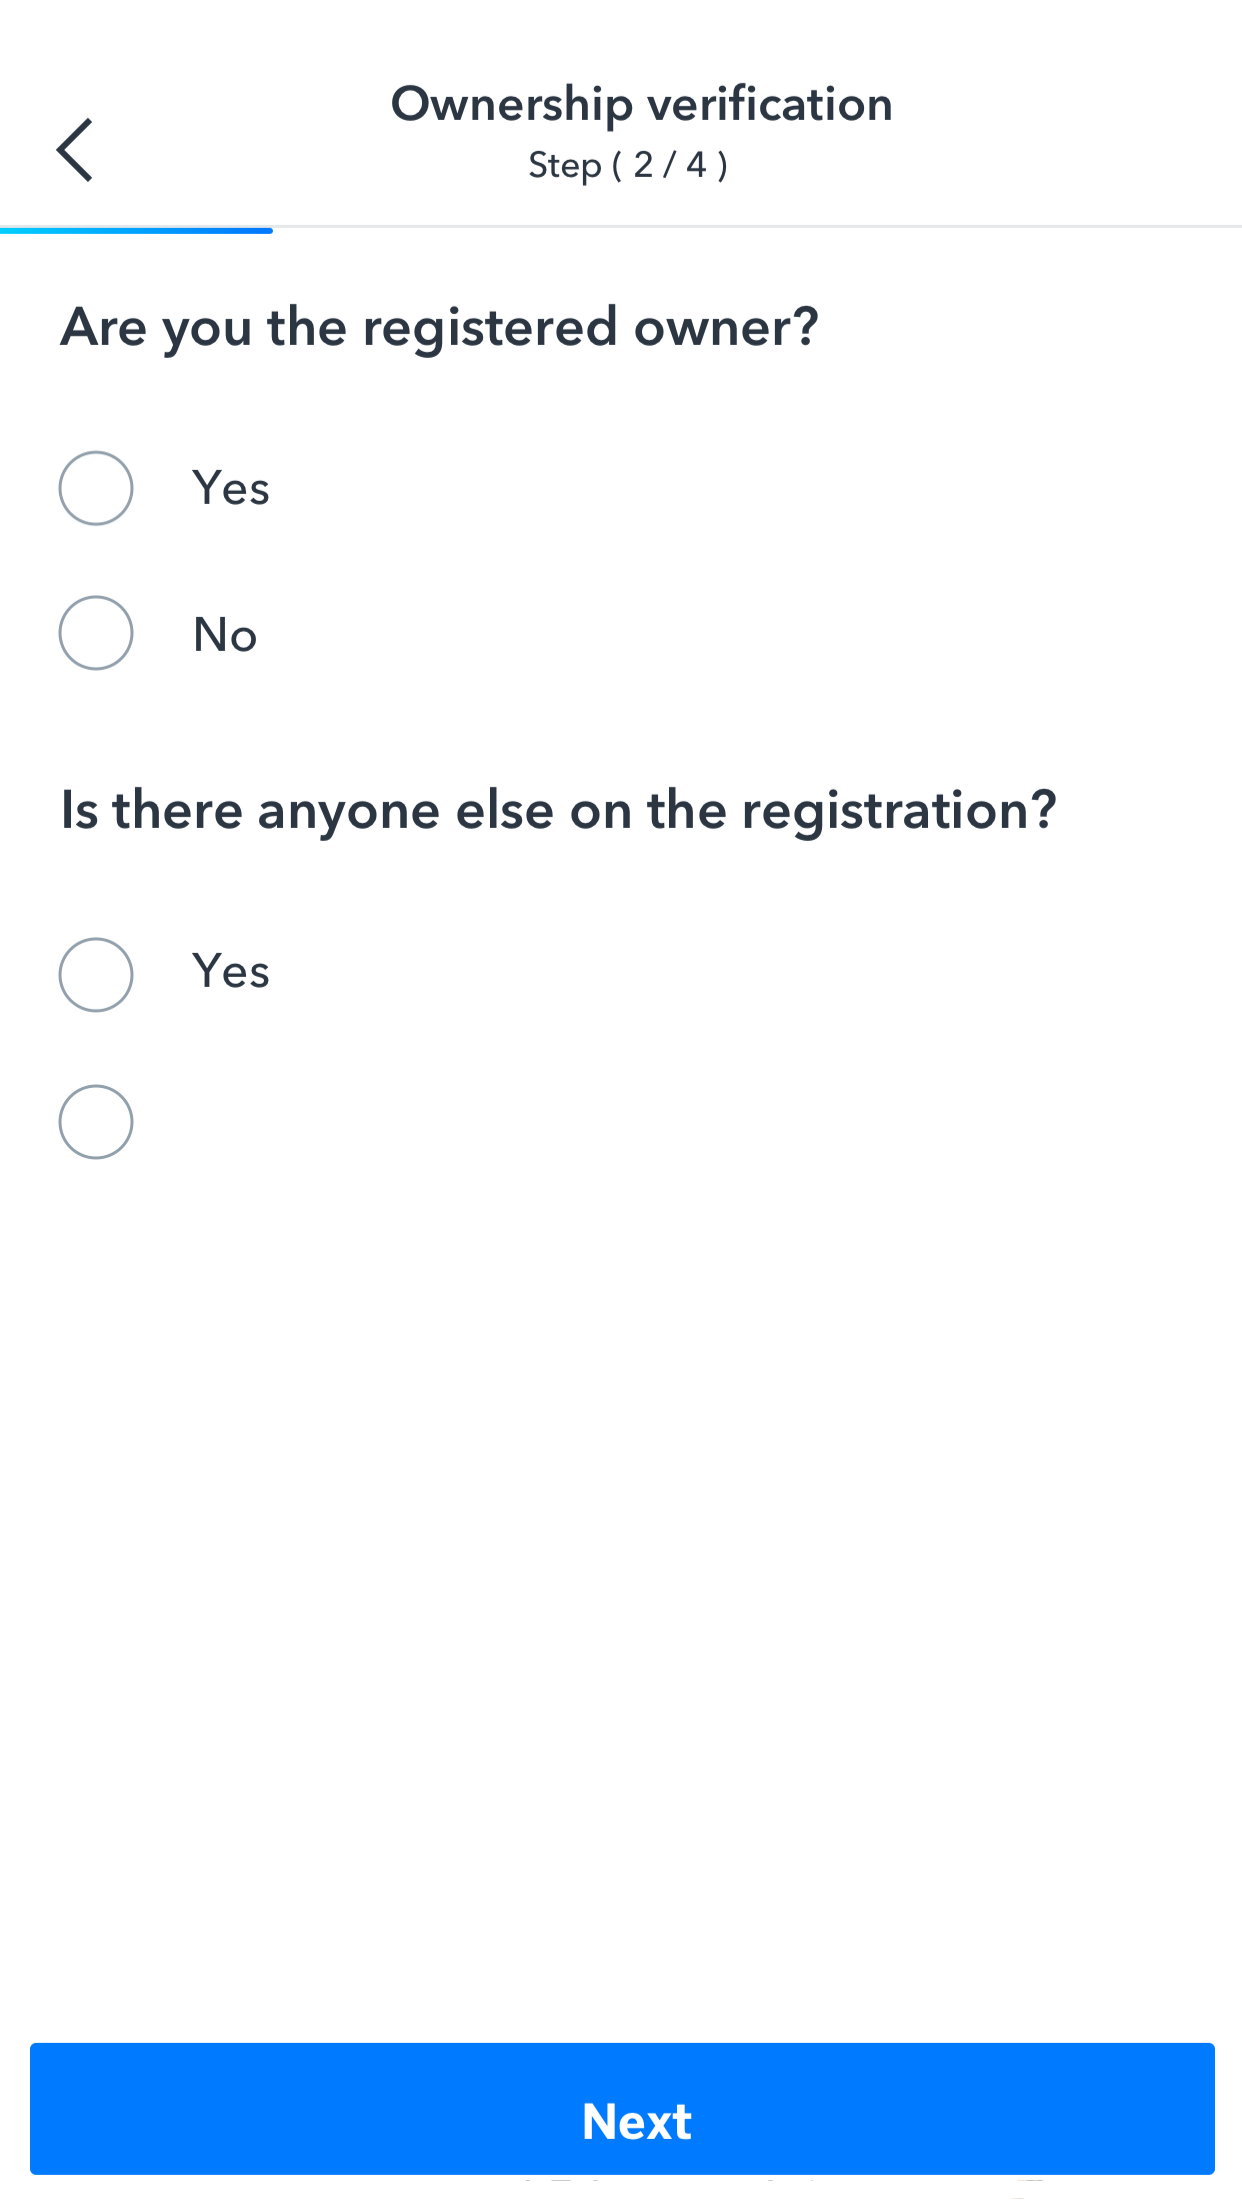 Ownership verification
Step ( 2 / 4 )
Are you the registered owner?
Yes
No
Is there anyone else on the registration?
Yes
Next